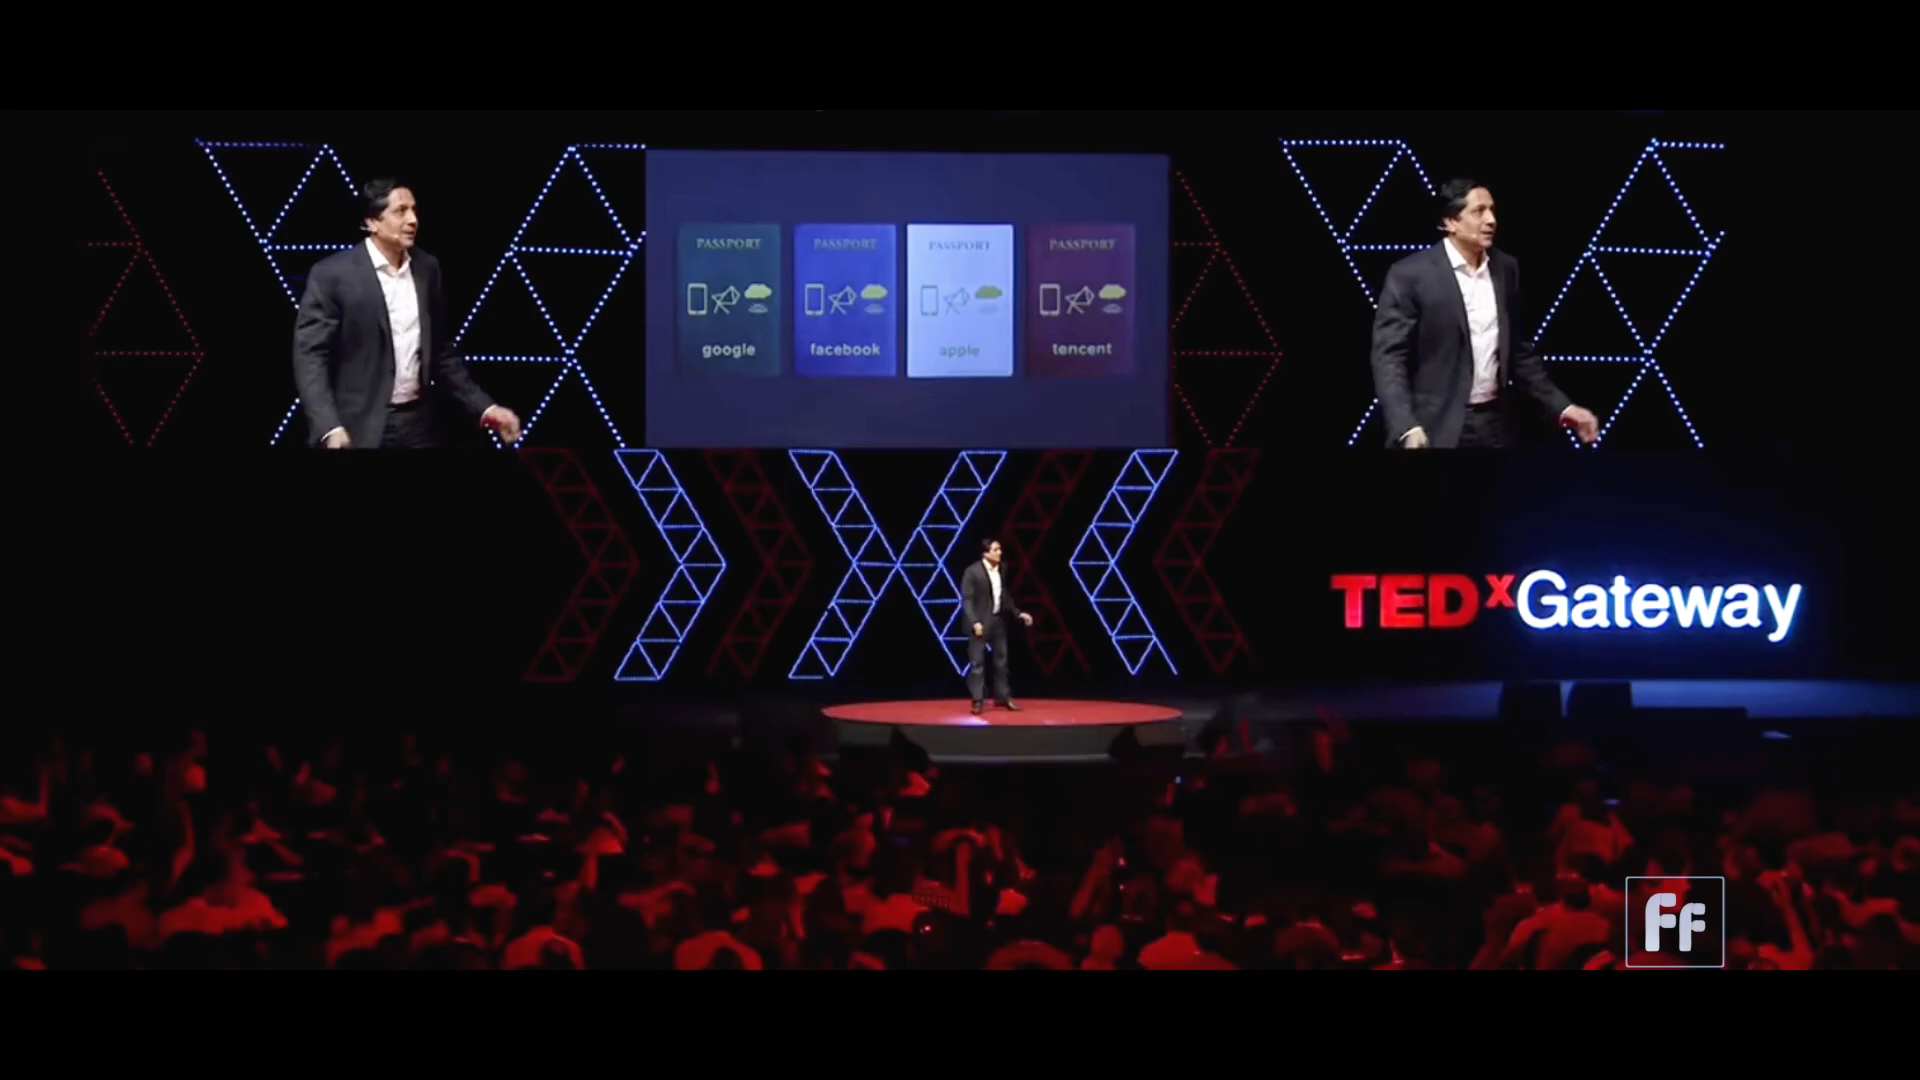 PASSPORT
google
PASSPORT
facebook
PASSPORT
apple
PASSPORT
tencent
TEDxGateway
FF